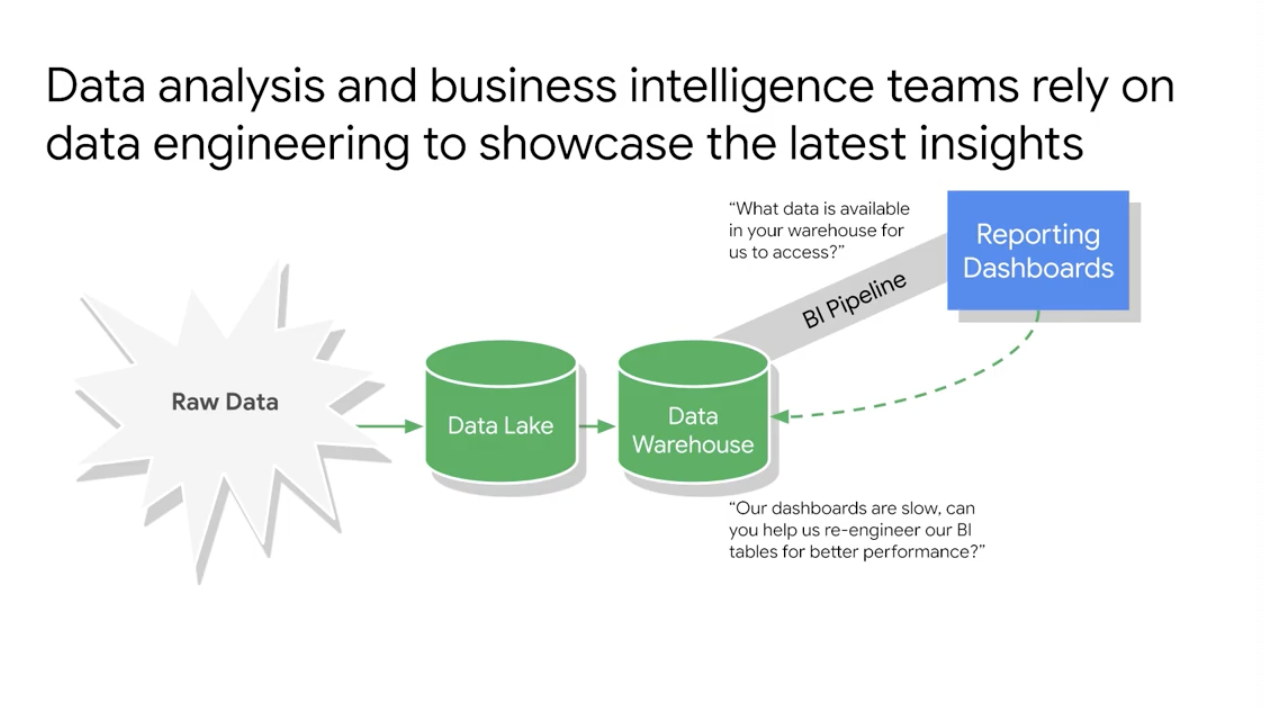 Data analysis and business intelligence teams rely on
data engineering to showcase the latest insights
“What data is available
in your warehouse for
us to access?”
Reporting
Dashboards
BI Pipeline
Raw Data
Data Lake
Data
Warehouse
“Our dashboards are slow, can
you help us re-engineer our BI
tables for better performance?”